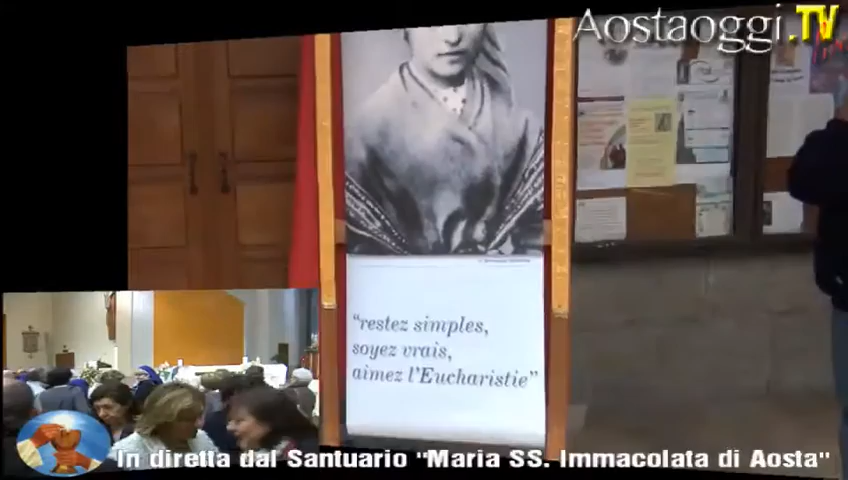 Aostaoggi.TV
"restez simples,
soyez vrais,
aimez l'Eucharistie"
In diretta dal Santuario "Maria SS. Immacolata di Aosta"